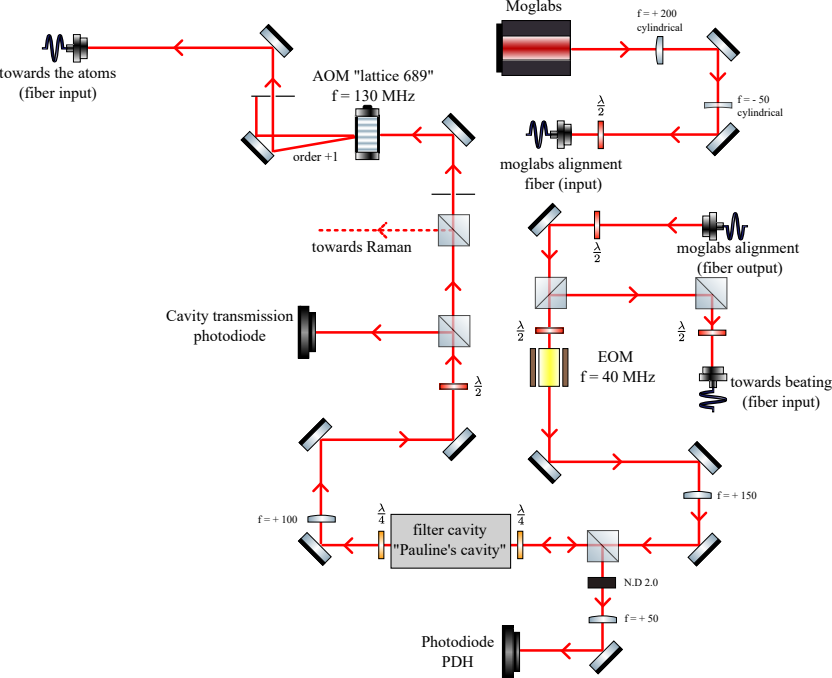 Moglabs
f = + 200
cylindrical
towards the atoms
(fiber input)
AOM "lattice 689"
f = 130 MHz
f = - 50
cylindrical
λ/2
order +1
moglabs alignment
fiber (input)
towards Raman
λ/2
moglabs alignment
(fiber output)
Cavity transmission
photodiode
λ/2
λ/2
EOM
f = 40 MHz
λ/2
towards beating
(fiber input)
f = + 100
λ/4
filter cavity
"Pauline's cavity"
λ/4
f = + 150
N.D 2.0
f = + 50
Photodiode
PDH